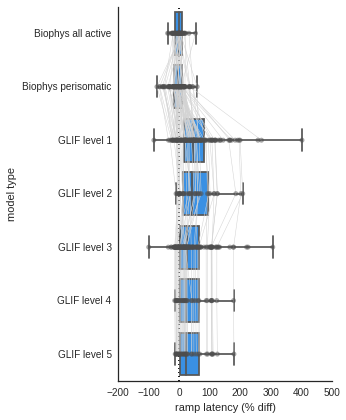 Biophys all active
Biophys perisomatic
GLIF level 1
GLIF level 2
GLIF level 3
GLIF level 4
GLIF level 5
model type
−200 −100 0 100 200 300 400 500
ramp latency (% diff)